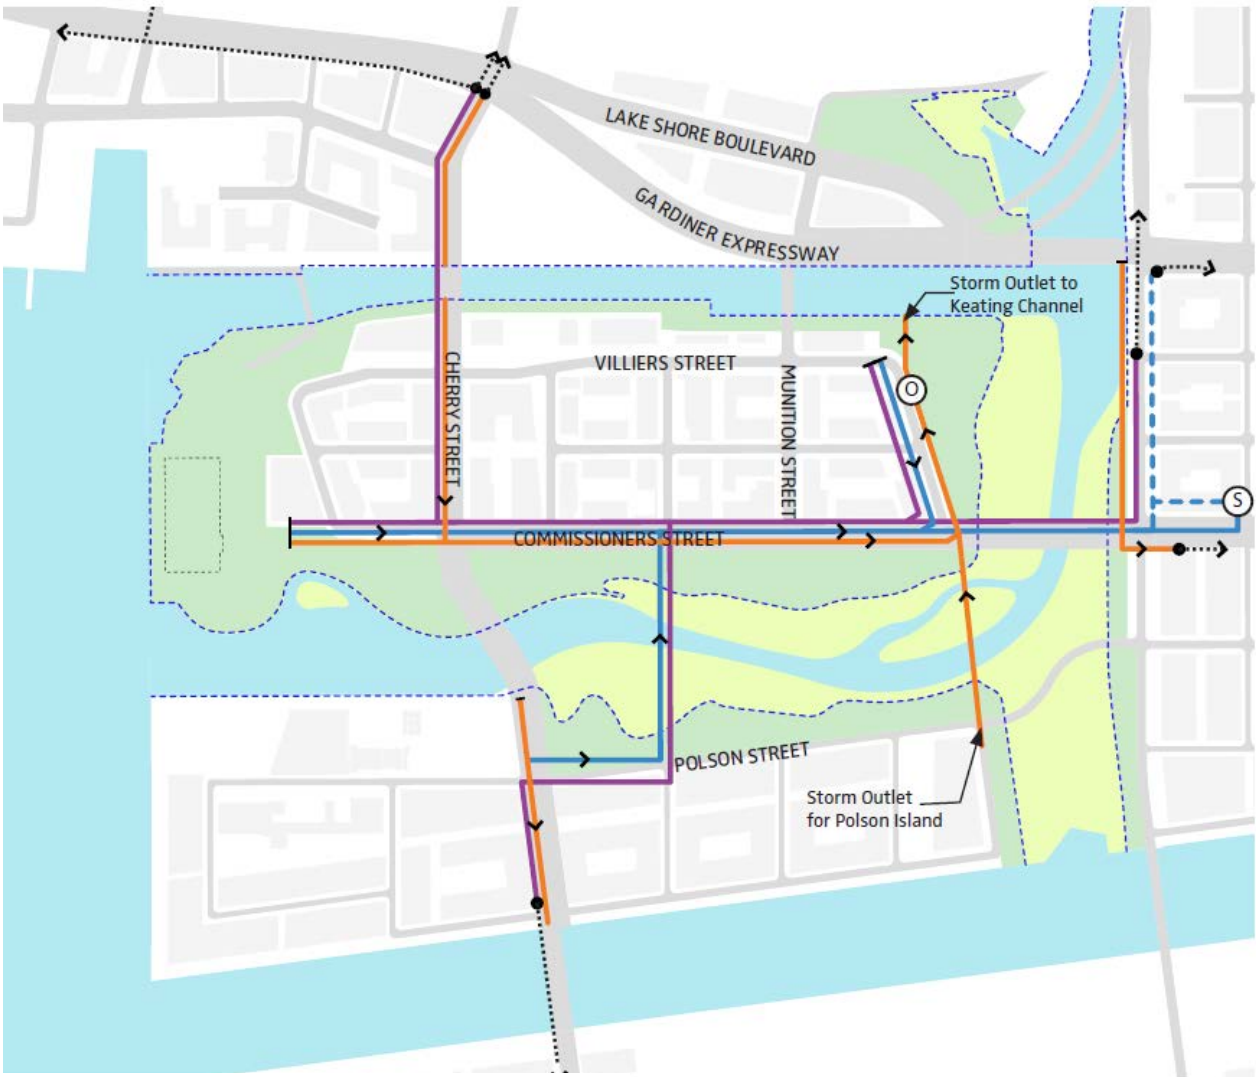 LAKE SHORE BOULEVARD
GARDINER EXPRESSWAY
Storm Outlet to
Keating Channel
VILLIERS STREET
CHERRY STREET
MUNITION STREET
O
S
COMMISSIONERS STREET
POLSON STREET
Storm Outlet
for Polson Island